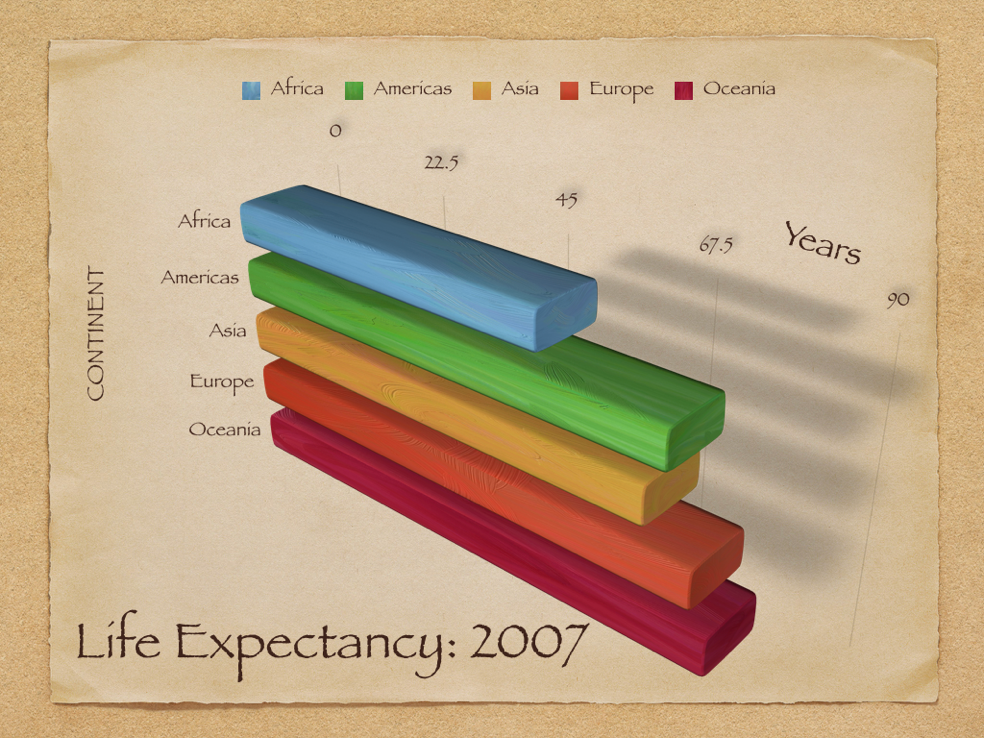 Africa Americas Asia Europe Oceania
0
22.5
45
67.5
90
Years
Africa
Americas
Asia
Europe
Oceania
CONTINENT
Life Expectancy: 2007